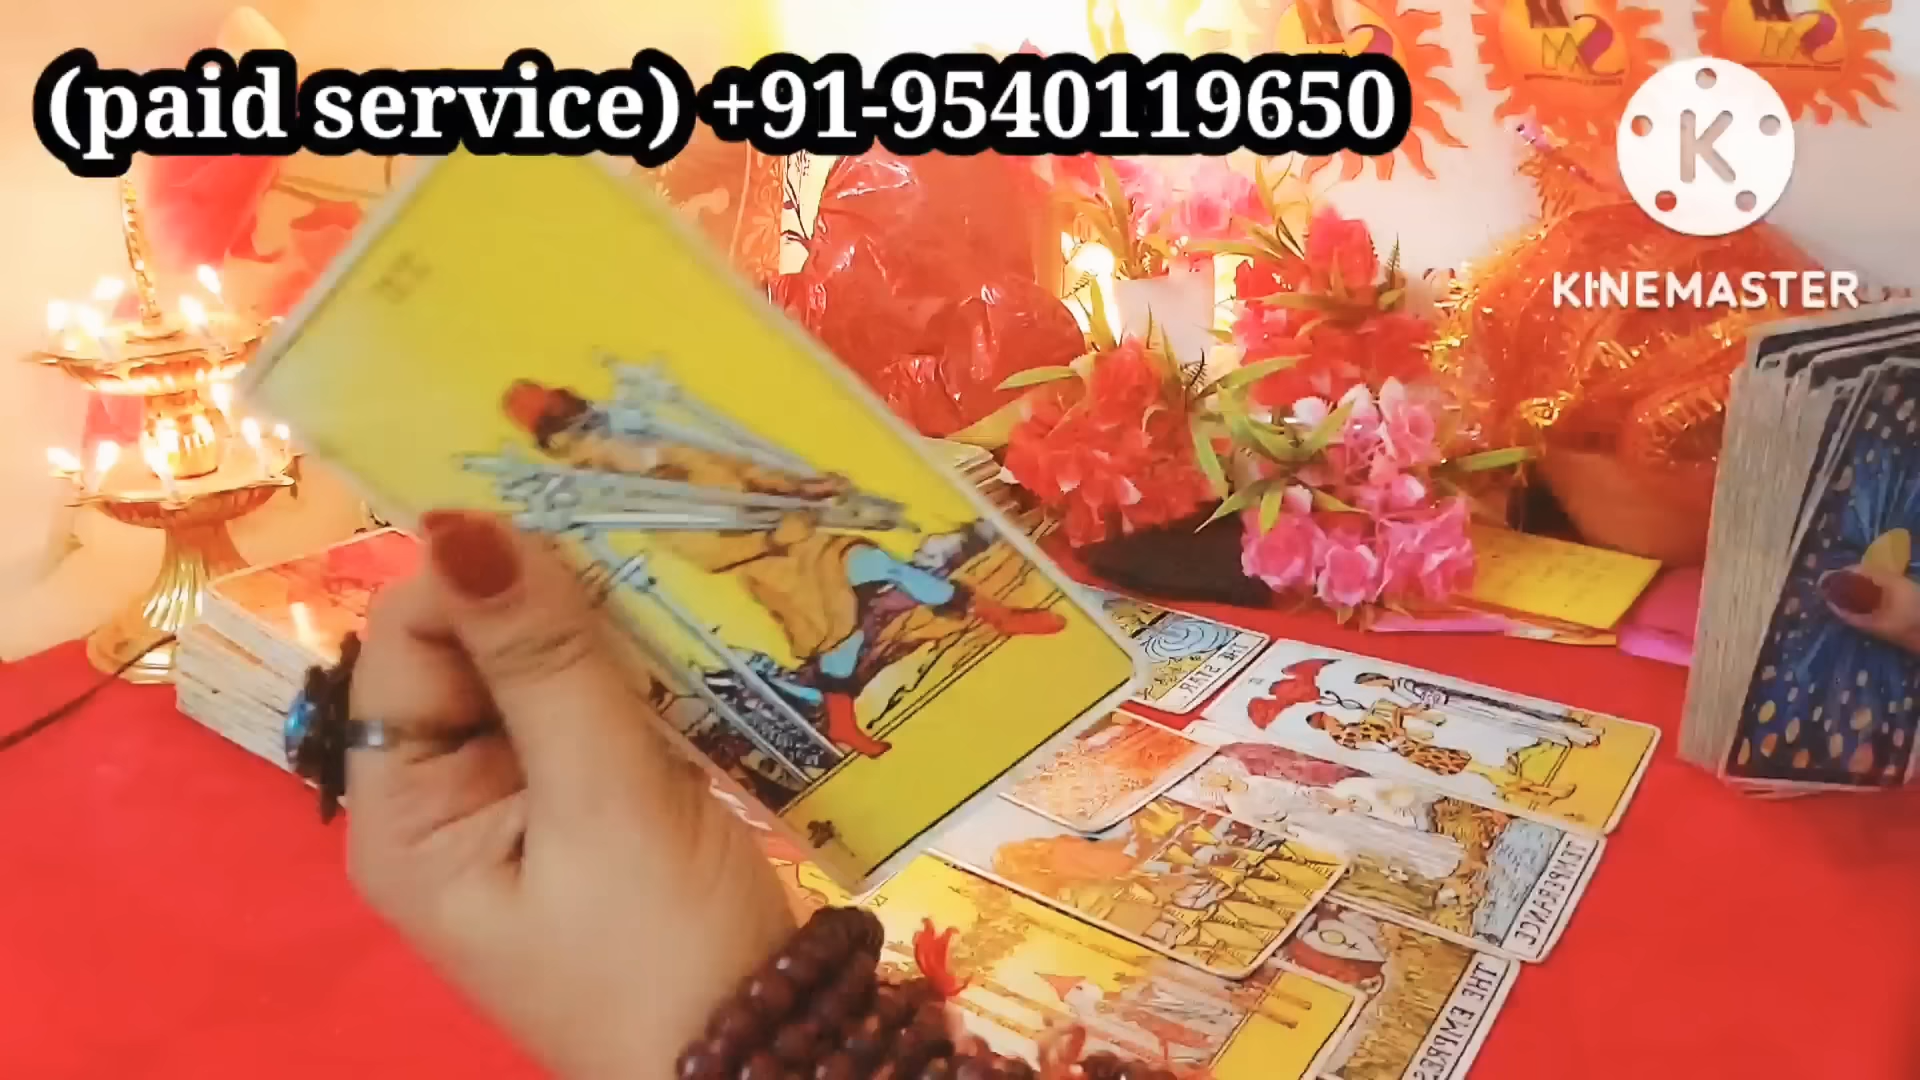 (paid service) +91-9540119650
K
KINEMASTER
THE STAR
TEMPERANCE
THE EMPRESS